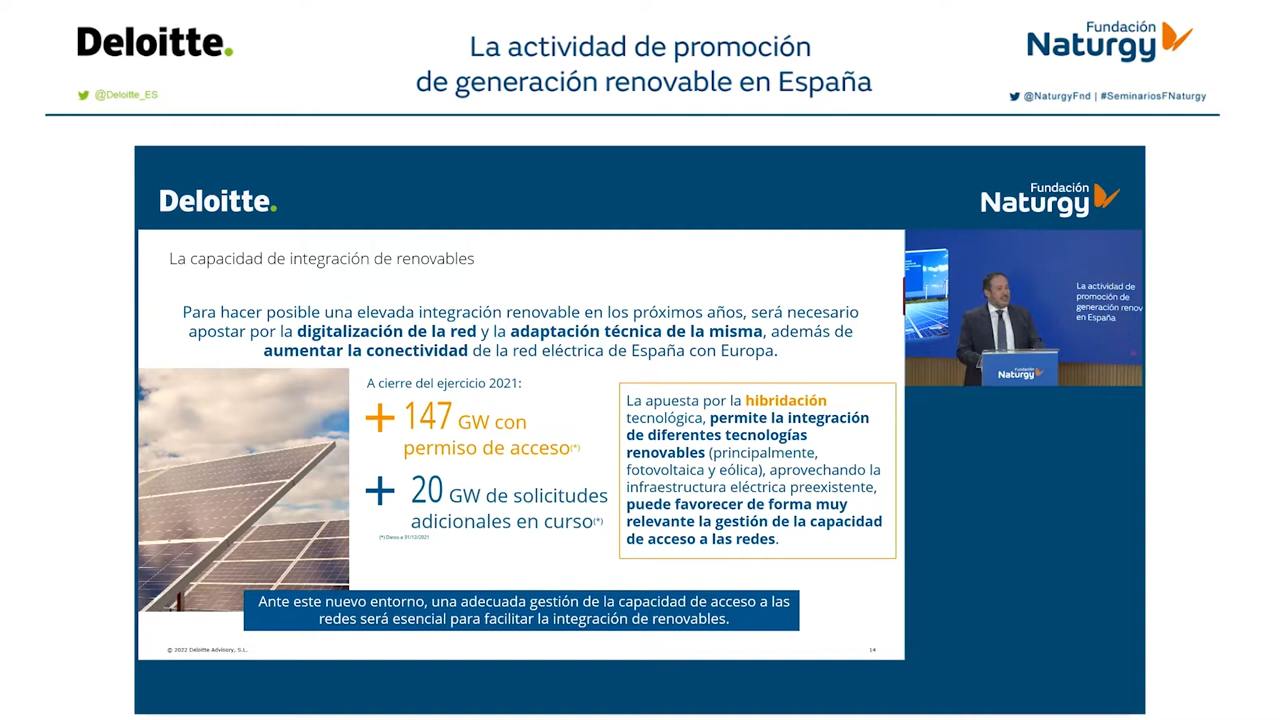 Deloitte.
@Deloitte_ES
La actividad de promoción
de generación renovable en España
Fundación
Naturgy
@NaturgyFnd | #SeminariosFNaturgy
Deloitte.
Fundación
Naturgy
La capacidad de integración de renovables
Para hacer posible una elevada integración renovable en los próximos años, será necesario
apostar por la digitalización de la red y la adaptación técnica de la misma, además de
aumentar la conectividad de la red eléctrica de España con Europa.
A cierre del ejercicio 2021:
+ 147 GW con
permiso de acceso(*)
+ 20 GW de solicitudes
adicionales en curso(*)
(*) Datos a 31/12/2021
La apuesta por la hibridación
tecnológica, permite la integración
de diferentes tecnologías
renovables (principalmente,
fotovoltaica y eólica), aprovechando la
infraestructura eléctrica preexistente,
puede favorecer de forma muy
relevante la gestión de la capacidad
de acceso a las redes.
Ante este nuevo entorno, una adecuada gestión de la capacidad de acceso a las
redes será esencial para facilitar la integración de renovables.
© 2022 Deloitte Advisory, S.L.
14
La actividad de
promoción de
generación renov
en España
Naturgy